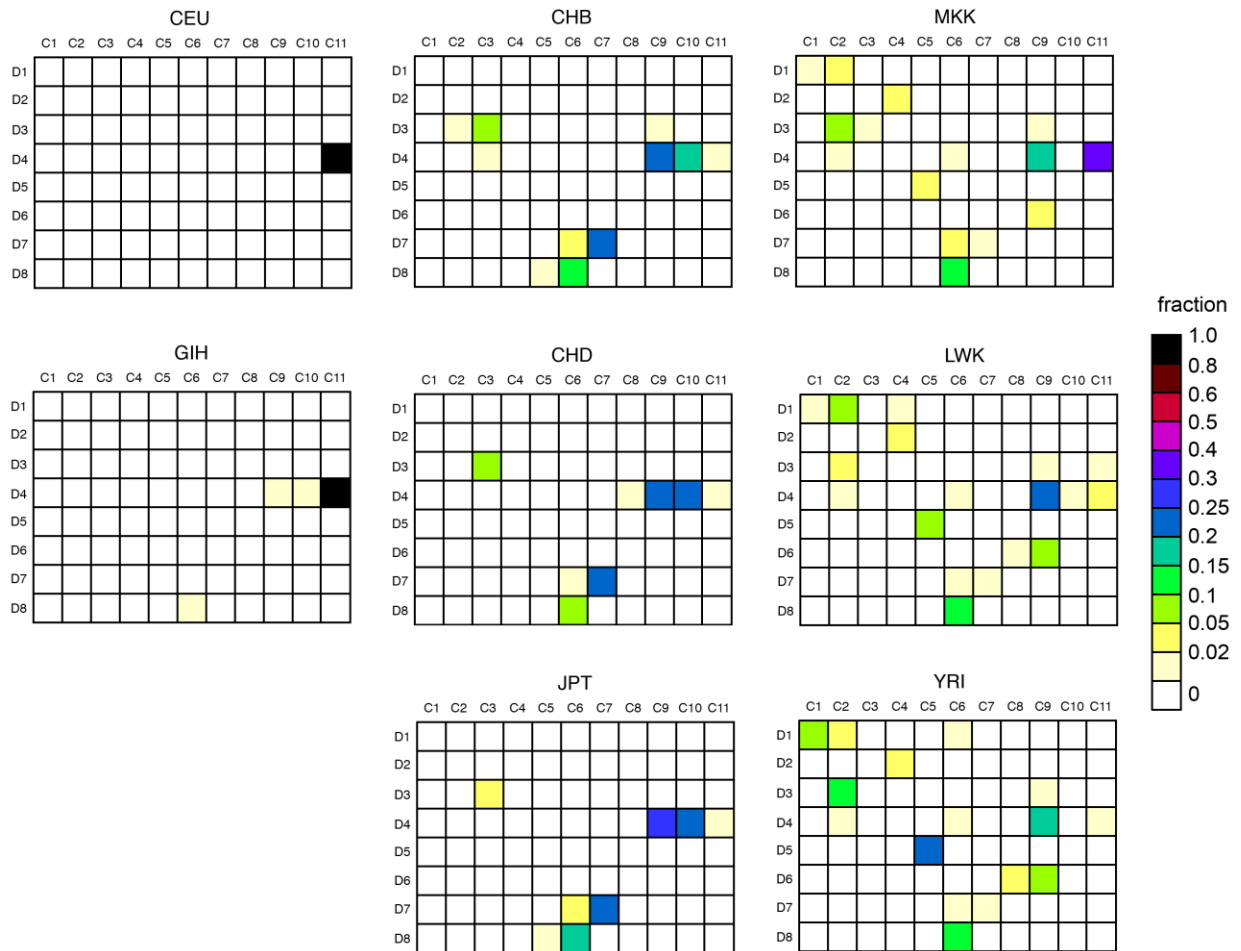 CEU
C1 C2 C3 C4 C5 C6 C7 C8 C9 C10 C11
D1
D2
D3
D4
D5
D6
D7
D8
CHB
C1 C2 C3 C4 C5 C6 C7 C8 C9 C10 C11
D1
D2
D3
D4
D5
D6
D7
D8
MKK
C1 C2 C3 C4 C5 C6 C7 C8 C9 C10 C11
D1
D2
D3
D4
D5
D6
D7
D8
GIH
C1 C2 C3 C4 C5 C6 C7 C8 C9 C10 C11
D1
D2
D3
D4
D5
D6
D7
D8
CHD
C1 C2 C3 C4 C5 C6 C7 C8 C9 C10 C11
D1
D2
D3
D4
D5
D6
D7
D8
LWK
C1 C2 C3 C4 C5 C6 C7 C8 C9 C10 C11
D1
D2
D3
D4
D5
D6
D7
D8
fraction
1.0
0.8
0.6
0.5
0.4
0.3
0.25
0.2
0.15
0.1
0.05
0.02
0
JPT
C1 C2 C3 C4 C5 C6 C7 C8 C9 C10 C11
D1
D2
D3
D4
D5
D6
D7
D8
YRI
C1 C2 C3 C4 C5 C6 C7 C8 C9 C10 C11
D1
D2
D3
D4
D5
D6
D7
D8